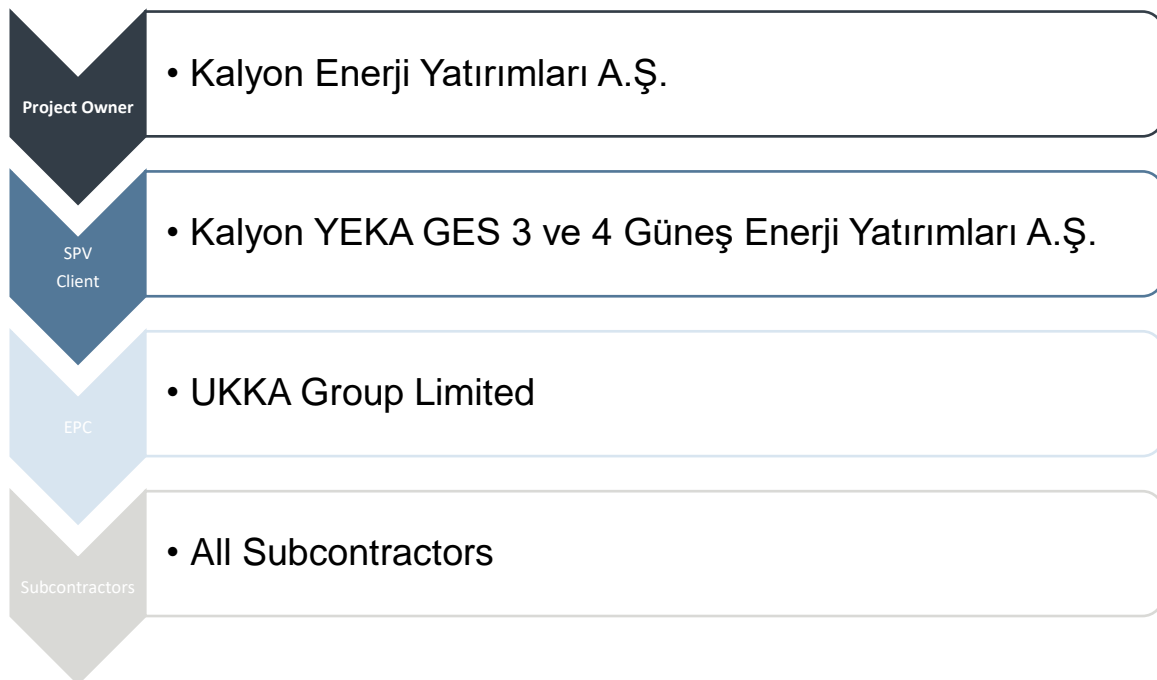 Project Owner
• Kalyon Enerji Yatırımları A.Ş.
SPV
Client
• Kalyon YEKA GES 3 ve 4 Güneş Enerji Yatırımları A.Ş.
EPC
• UKKA Group Limited
Subcontractors
• All Subcontractors